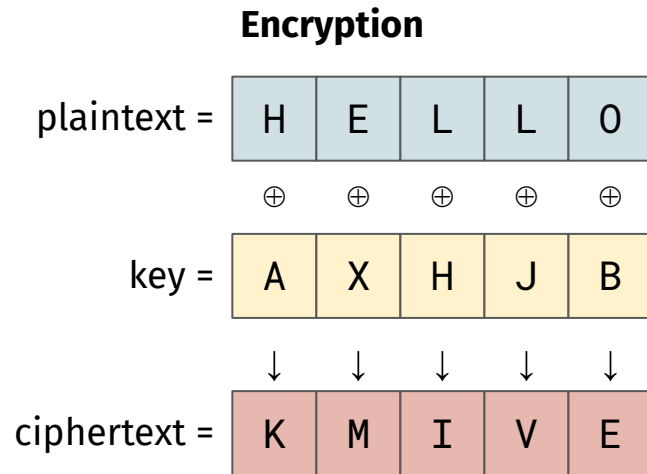 Encryption
plaintext = H E L L O
⊕ ⊕ ⊕ ⊕ ⊕
key = A X H J B
↓ ↓ ↓ ↓ ↓
ciphertext = K M I V E